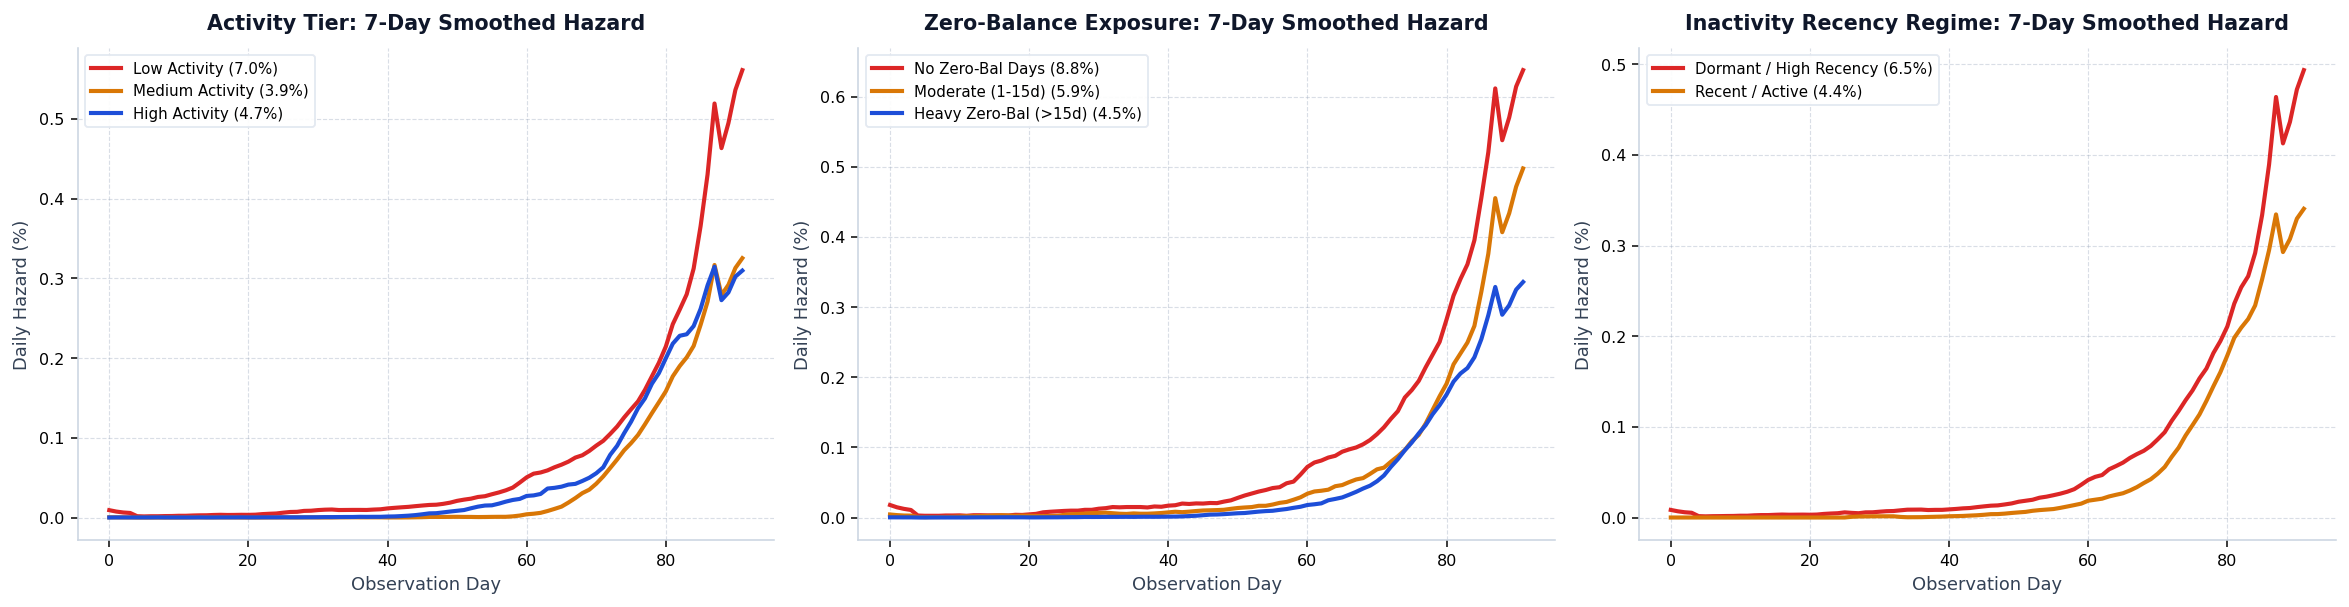 Activity Tier: 7-Day Smoothed Hazard
Low Activity (7.0%)
Medium Activity (3.9%)
High Activity (4.7%)
Daily Hazard (%)
0.5
0.4
0.3
0.2
0.1
0.0
0 20 40 60 80
Observation Day
Zero-Balance Exposure: 7-Day Smoothed Hazard
No Zero-Bal Days (8.8%)
Moderate (1-15d) (5.9%)
Heavy Zero-Bal (>15d) (4.5%)
Daily Hazard (%)
0.6
0.5
0.4
0.3
0.2
0.1
0.0
0 20 40 60 80
Observation Day
Inactivity Recency Regime: 7-Day Smoothed Hazard
Dormant / High Recency (6.5%)
Recent / Active (4.4%)
Daily Hazard (%)
0.5
0.4
0.3
0.2
0.1
0.0
0 20 40 60 80
Observation Day